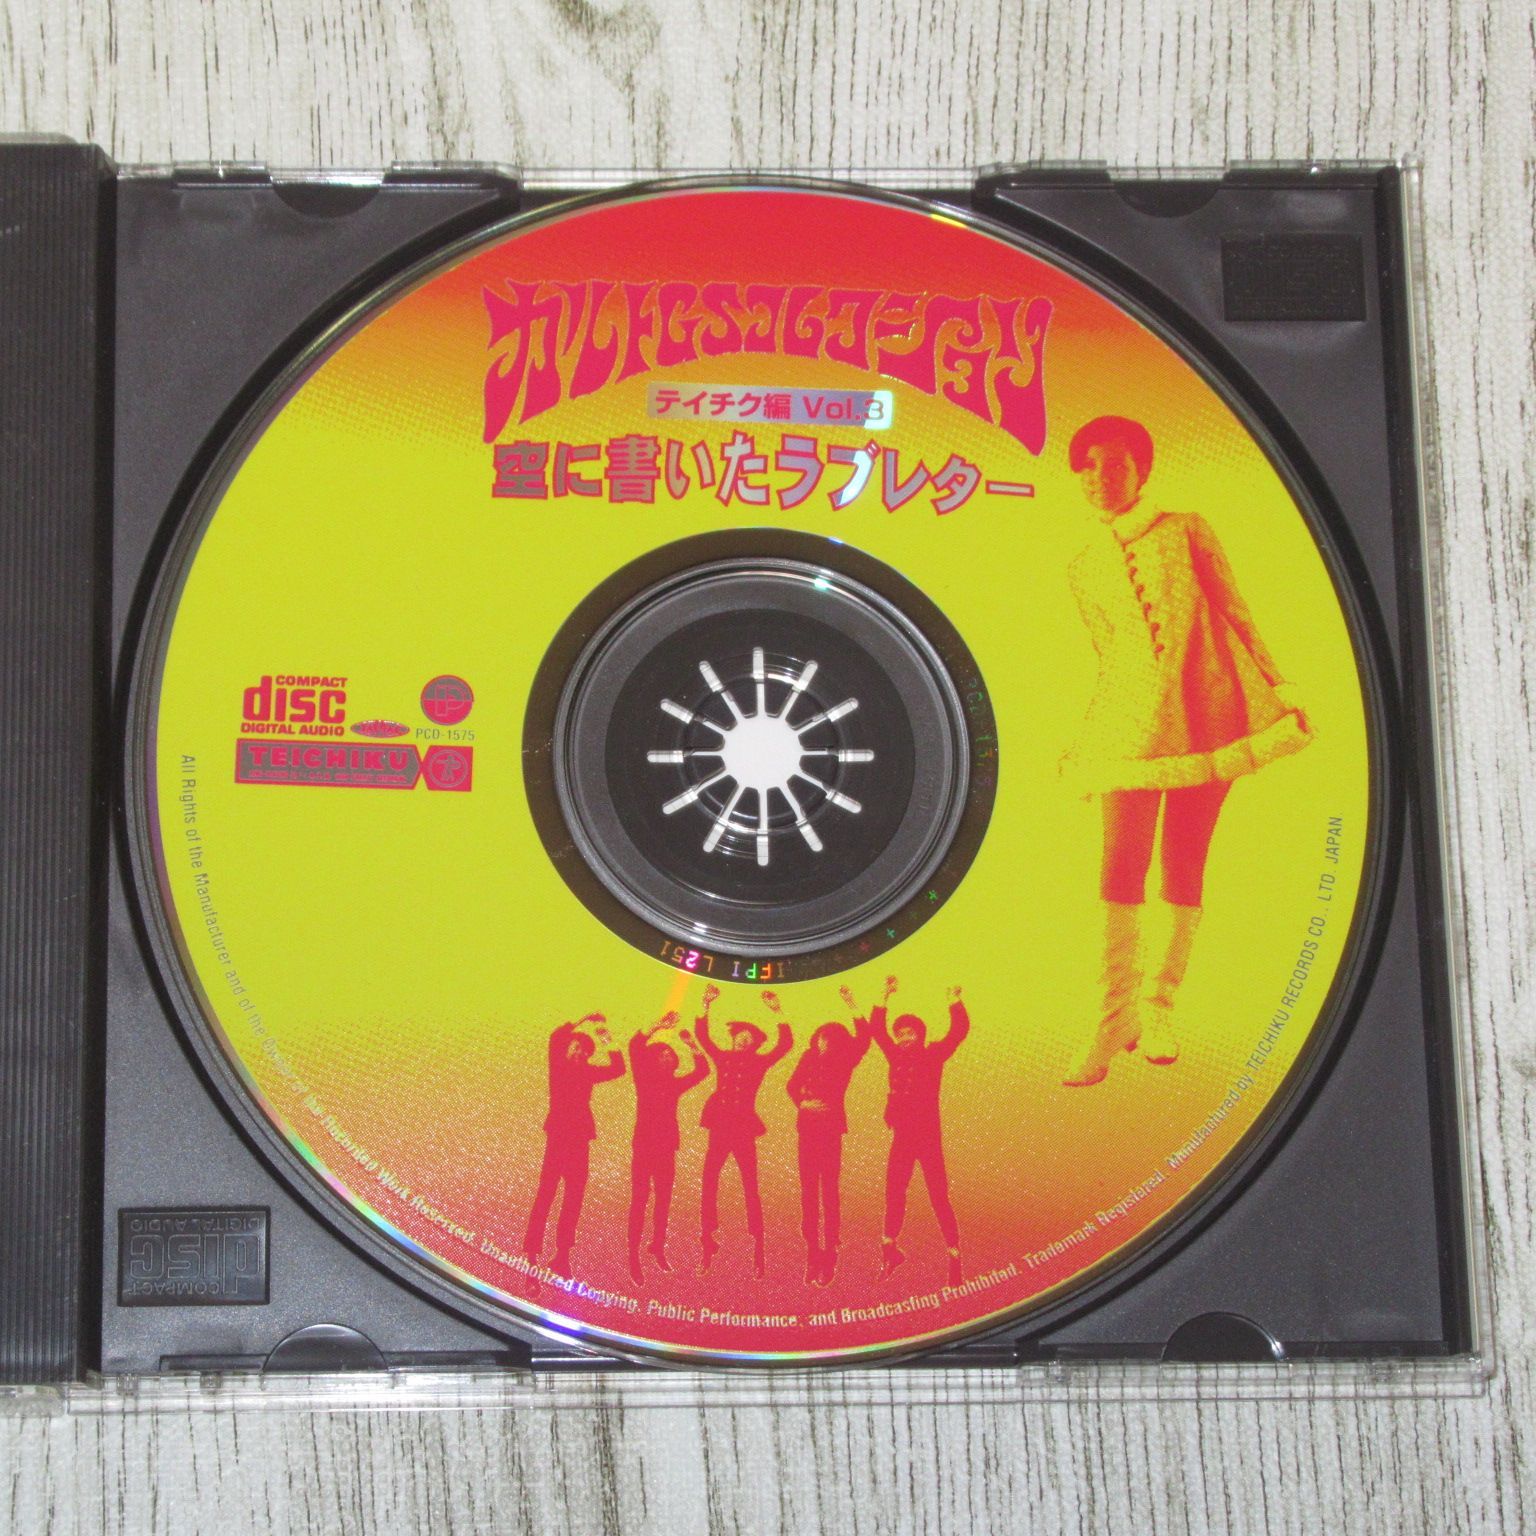 カルトGSコレクション
テイチク編 Vol.3
空に書いたラブレター
COMPACT
disc
DIGITAL AUDIO
PCD-1575
TEICHIKU
IFPI L251
All Rights of the Manufacturer and of the Owner of the Recorded Work Reserved. Unauthorized Copying, Public Performance, and Broadcasting Prohibited. Trademark Registered. Manufactured by TEICHIKU RECORDS CO., LTD. JAPAN
COMPACT
disc
DIGITAL AUDIO